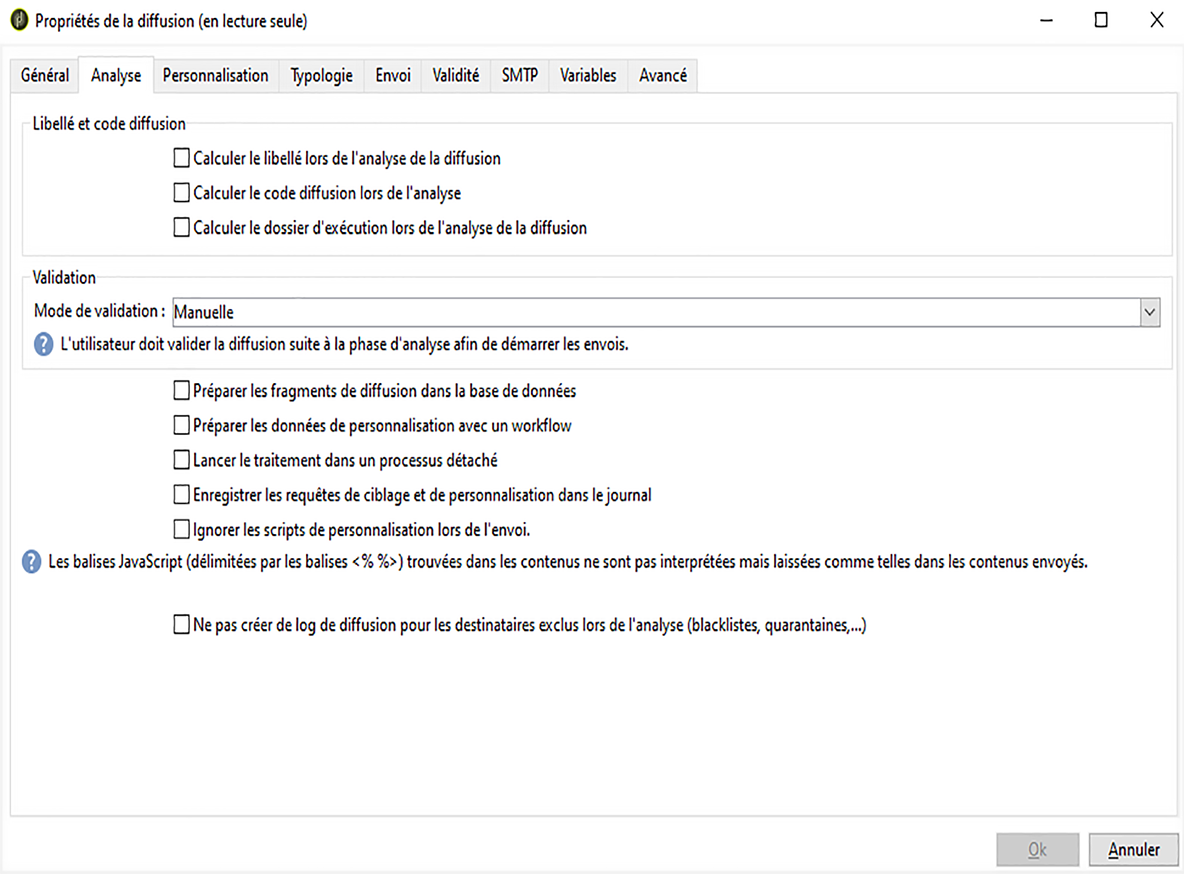 Propriétés de la diffusion (en lecture seule)
Général Analyse Personnalisation Typologie Envoi Validité SMTP Variables Avancé
Libellé et code diffusion
Calculer le libellé lors de l'analyse de la diffusion
Calculer le code diffusion lors de l'analyse
Calculer le dossier d'exécution lors de l'analyse de la diffusion
Validation
Mode de validation : Manuelle
L'utilisateur doit valider la diffusion suite à la phase d'analyse afin de démarrer les envois.
Préparer les fragments de diffusion dans la base de données
Préparer les données de personnalisation avec un workflow
Lancer le traitement dans un processus détaché
Enregistrer les requêtes de ciblage et de personnalisation dans le journal
Ignorer les scripts de personnalisation lors de l'envoi.
Les balises JavaScript (délimitées par les balises <% %>) trouvées dans les contenus ne sont pas interprétées mais laissées comme telles dans les contenus envoyés.
Ne pas créer de log de diffusion pour les destinataires exclus lors de l'analyse (blacklistes, quarantaines,...)
Ok Annuler